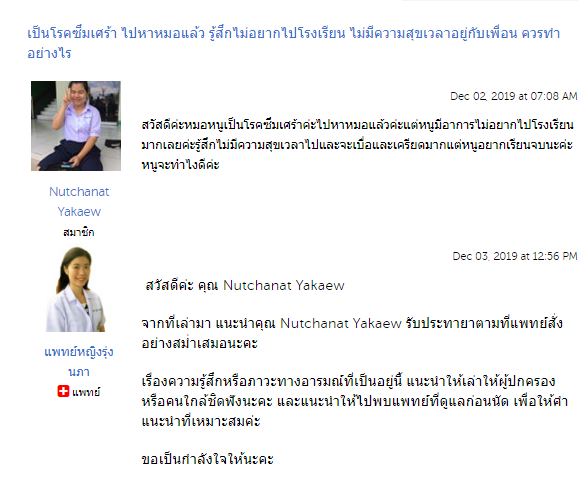 เป็นโรคซึ่มเศร้า ไปหาหมอแล้ว รู้สึกไม่อยากไปโรงเรียน ไม่มีความสุขเวลาอยู่กับเพื่อน ควรทำ
อย่างไร
Dec 02, 2019 at 07:08 AM
สวัสดีค่ะหมอหนูเป็นโรคซึมเศร้าค่ะไปหาหมอแล้วค่ะแต่หนูมีอาการไม่อยากไปโรงเรียน
มากเลยค่ะรู้สึกไม่มีความสุขเวลาไปและจะเบื่อและเครียดมากแต่หนูอยากเรียนจบนะค่ะ
หนูจะทำไงดีค่ะ
Nutchanat
Yakaew
สมาชิก
Dec 03, 2019 at 12:56 PM
สวัสดีค่ะ คุณ Nutchanat Yakaew
จากที่เล่ามา แนะนำคุณ Nutchanat Yakaew รับประทายาตามที่แพทย์สั่ง
อย่างสม่ำเสมอนะคะ
แพทย์หญิงรุ่ง
นภา
แพทย์
เรื่องความรู้สึกหรือภาวะทางอารมณ์ที่เป็นอยู่นี้ แนะนำให้เล่าให้ผู้ปกครอง
หรือคนใกล้ชิดฟังนะคะ และแนะนำให้ไปพบแพทย์ที่ดูแลก่อนนัด เพื่อให้คำ
แนะนำที่เหมาะสมค่ะ
ขอเป็นกำลังใจให้นะคะ